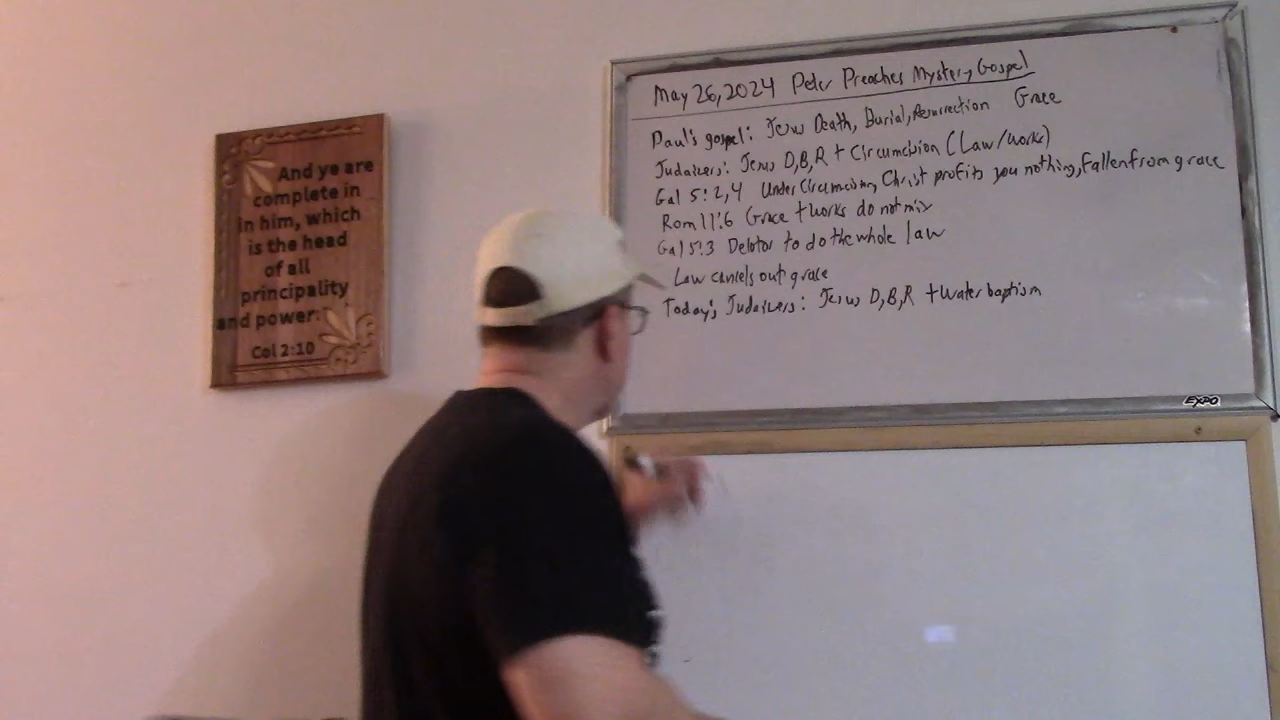 And ye are
complete in
in him, which
is the head
of all
principality
and power:
Col 2:10
May 26, 2024 Peter Preaches Mystery Gospel
Paul's gospel: Jesus Death, Burial, Resurrection Grace
Judaizers: Jesus D,B,R + Circumcision (Law/works)
Gal 5:2,4 Under Circumcision, Christ profits you nothing, fallen from grace
Rom 11:6 Grace + works do not mix
Gal 5:3 Debtor to do the whole law
Law cancels out grace
Today's Judaizers: Jesus D,B,R + water baptism
EXPO